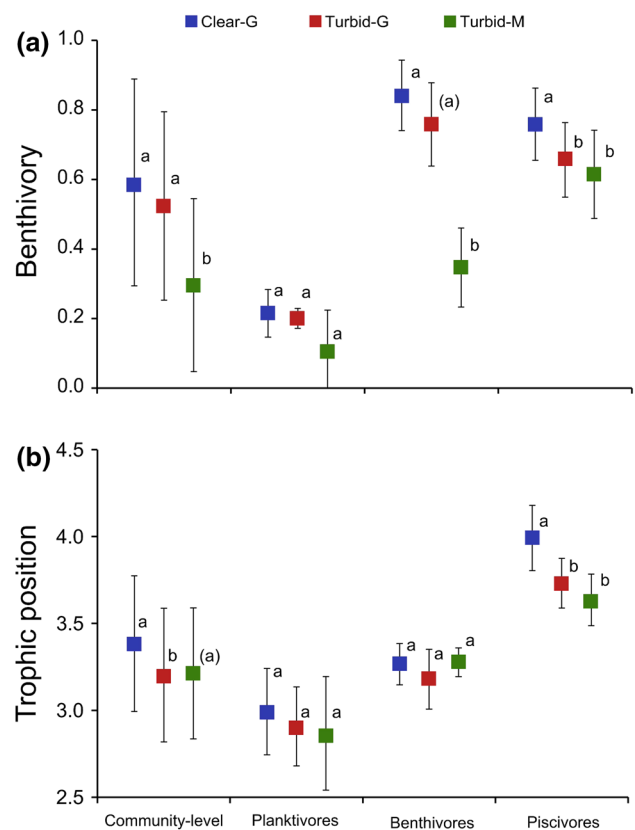 Clear-G Turbid-G Turbid-M
(a)
Benthivory
1.0
0.8
0.6
0.4
0.2
0.0
a a b
a a a
a (a) b
a b b
(b)
Trophic position
4.5
4.0
3.5
3.0
2.5
a b (a)
a a a
a a a
a b b
Community-level Planktivores Benthivores Piscivores